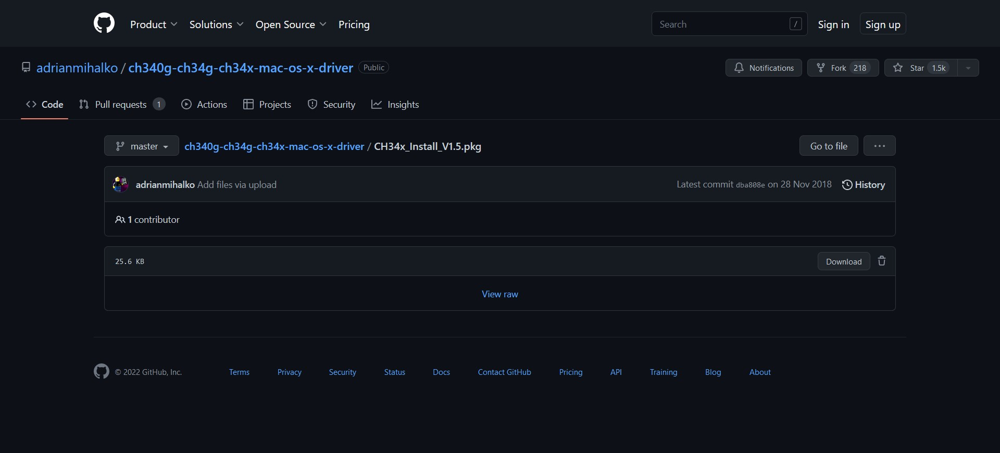 Product Solutions Open Source Pricing Search / Sign in Sign up
adrianmihalko / ch340g-ch34g-ch34x-mac-os-x-driver Public Notifications Fork 218 Star 1.5k
Code Pull requests 1 Actions Projects Security Insights
master ch340g-ch34g-ch34x-mac-os-x-driver / CH34x_Install_V1.5.pkg Go to file ...
adrianmihalko Add files via upload Latest commit dba808e on 28 Nov 2018 History
1 contributor
25.6 KB Download
View raw
© 2022 GitHub, Inc. Terms Privacy Security Status Docs Contact GitHub Pricing API Training Blog About